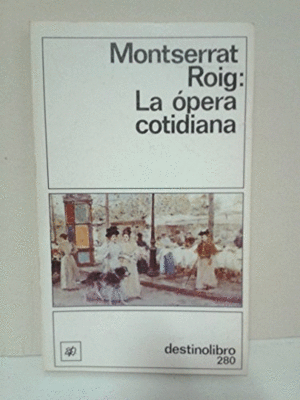 Montserrat
Roig:
La ópera
cotidiana
destinolibro
280